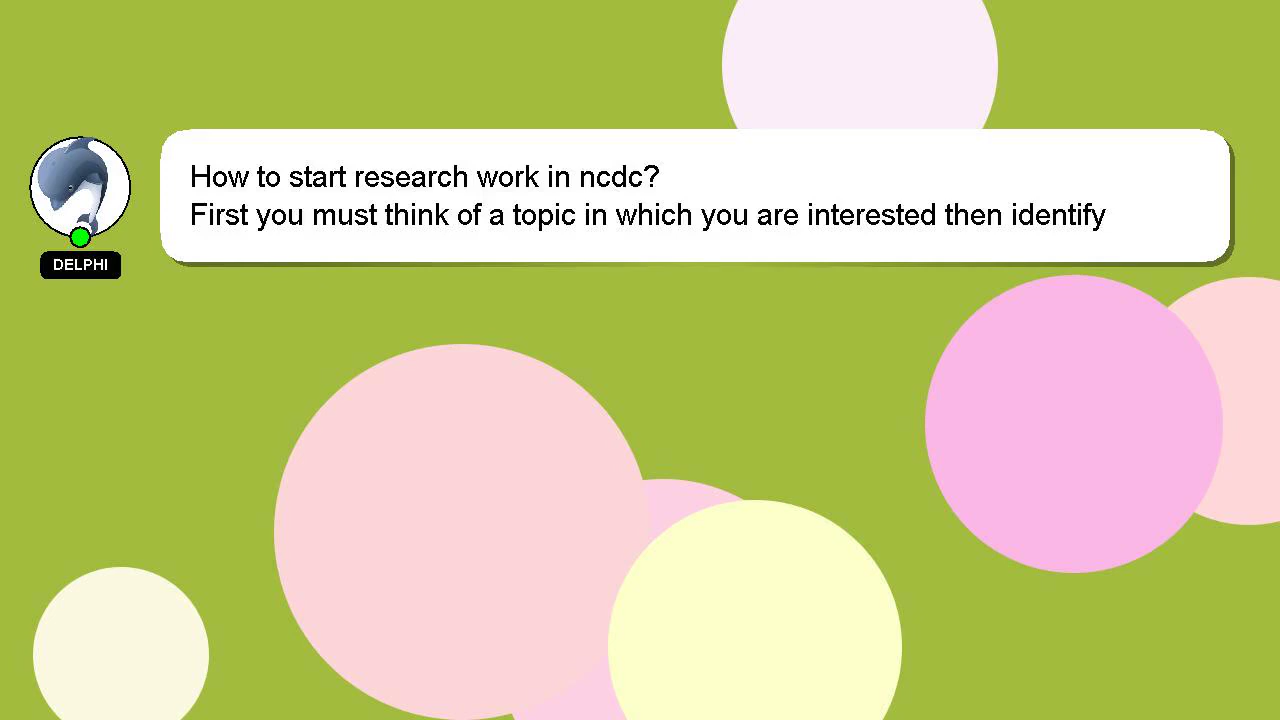 How to start research work in ncdc?
First you must think of a topic in which you are interested then identify
DELPHI